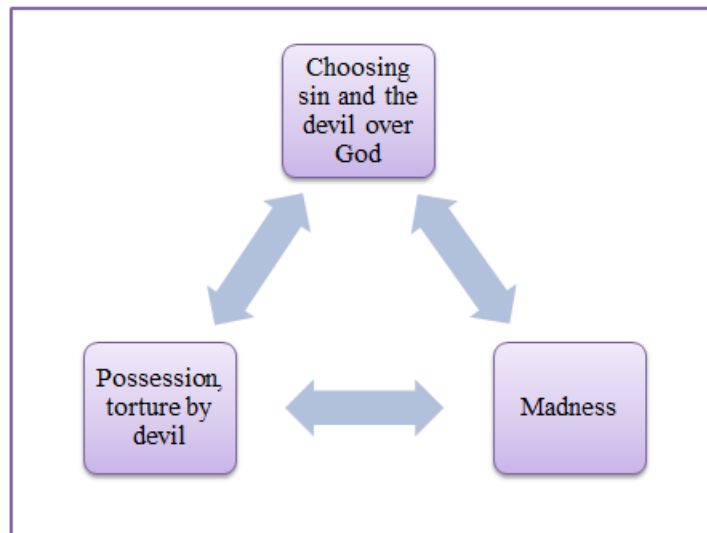 Choosing
sin and the
devil over
God
Possession,
torture by
devil
Madness